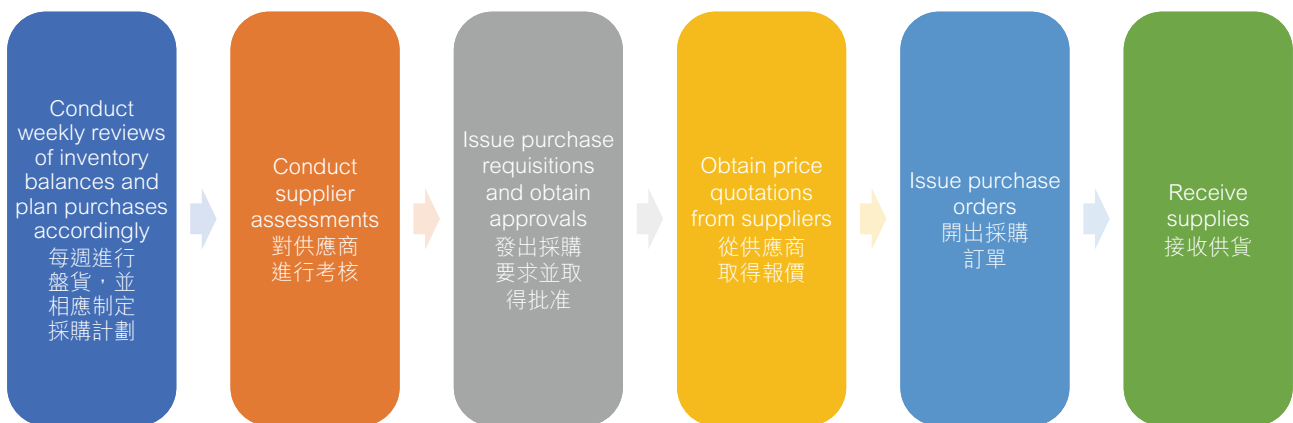 Conduct
weekly reviews
of inventory
balances and
plan purchases
accordingly
每週進行
盤貨，並
相應制定
採購計劃
Conduct
supplier
assessments
對供應商
進行考核
Issue purchase
requisitions
and obtain
approvals
發出採購
要求並取
得批准
Obtain price
quotations
from suppliers
從供應商
取得報價
Issue purchase
orders
開出採購
訂單
Receive
supplies
接收供貨